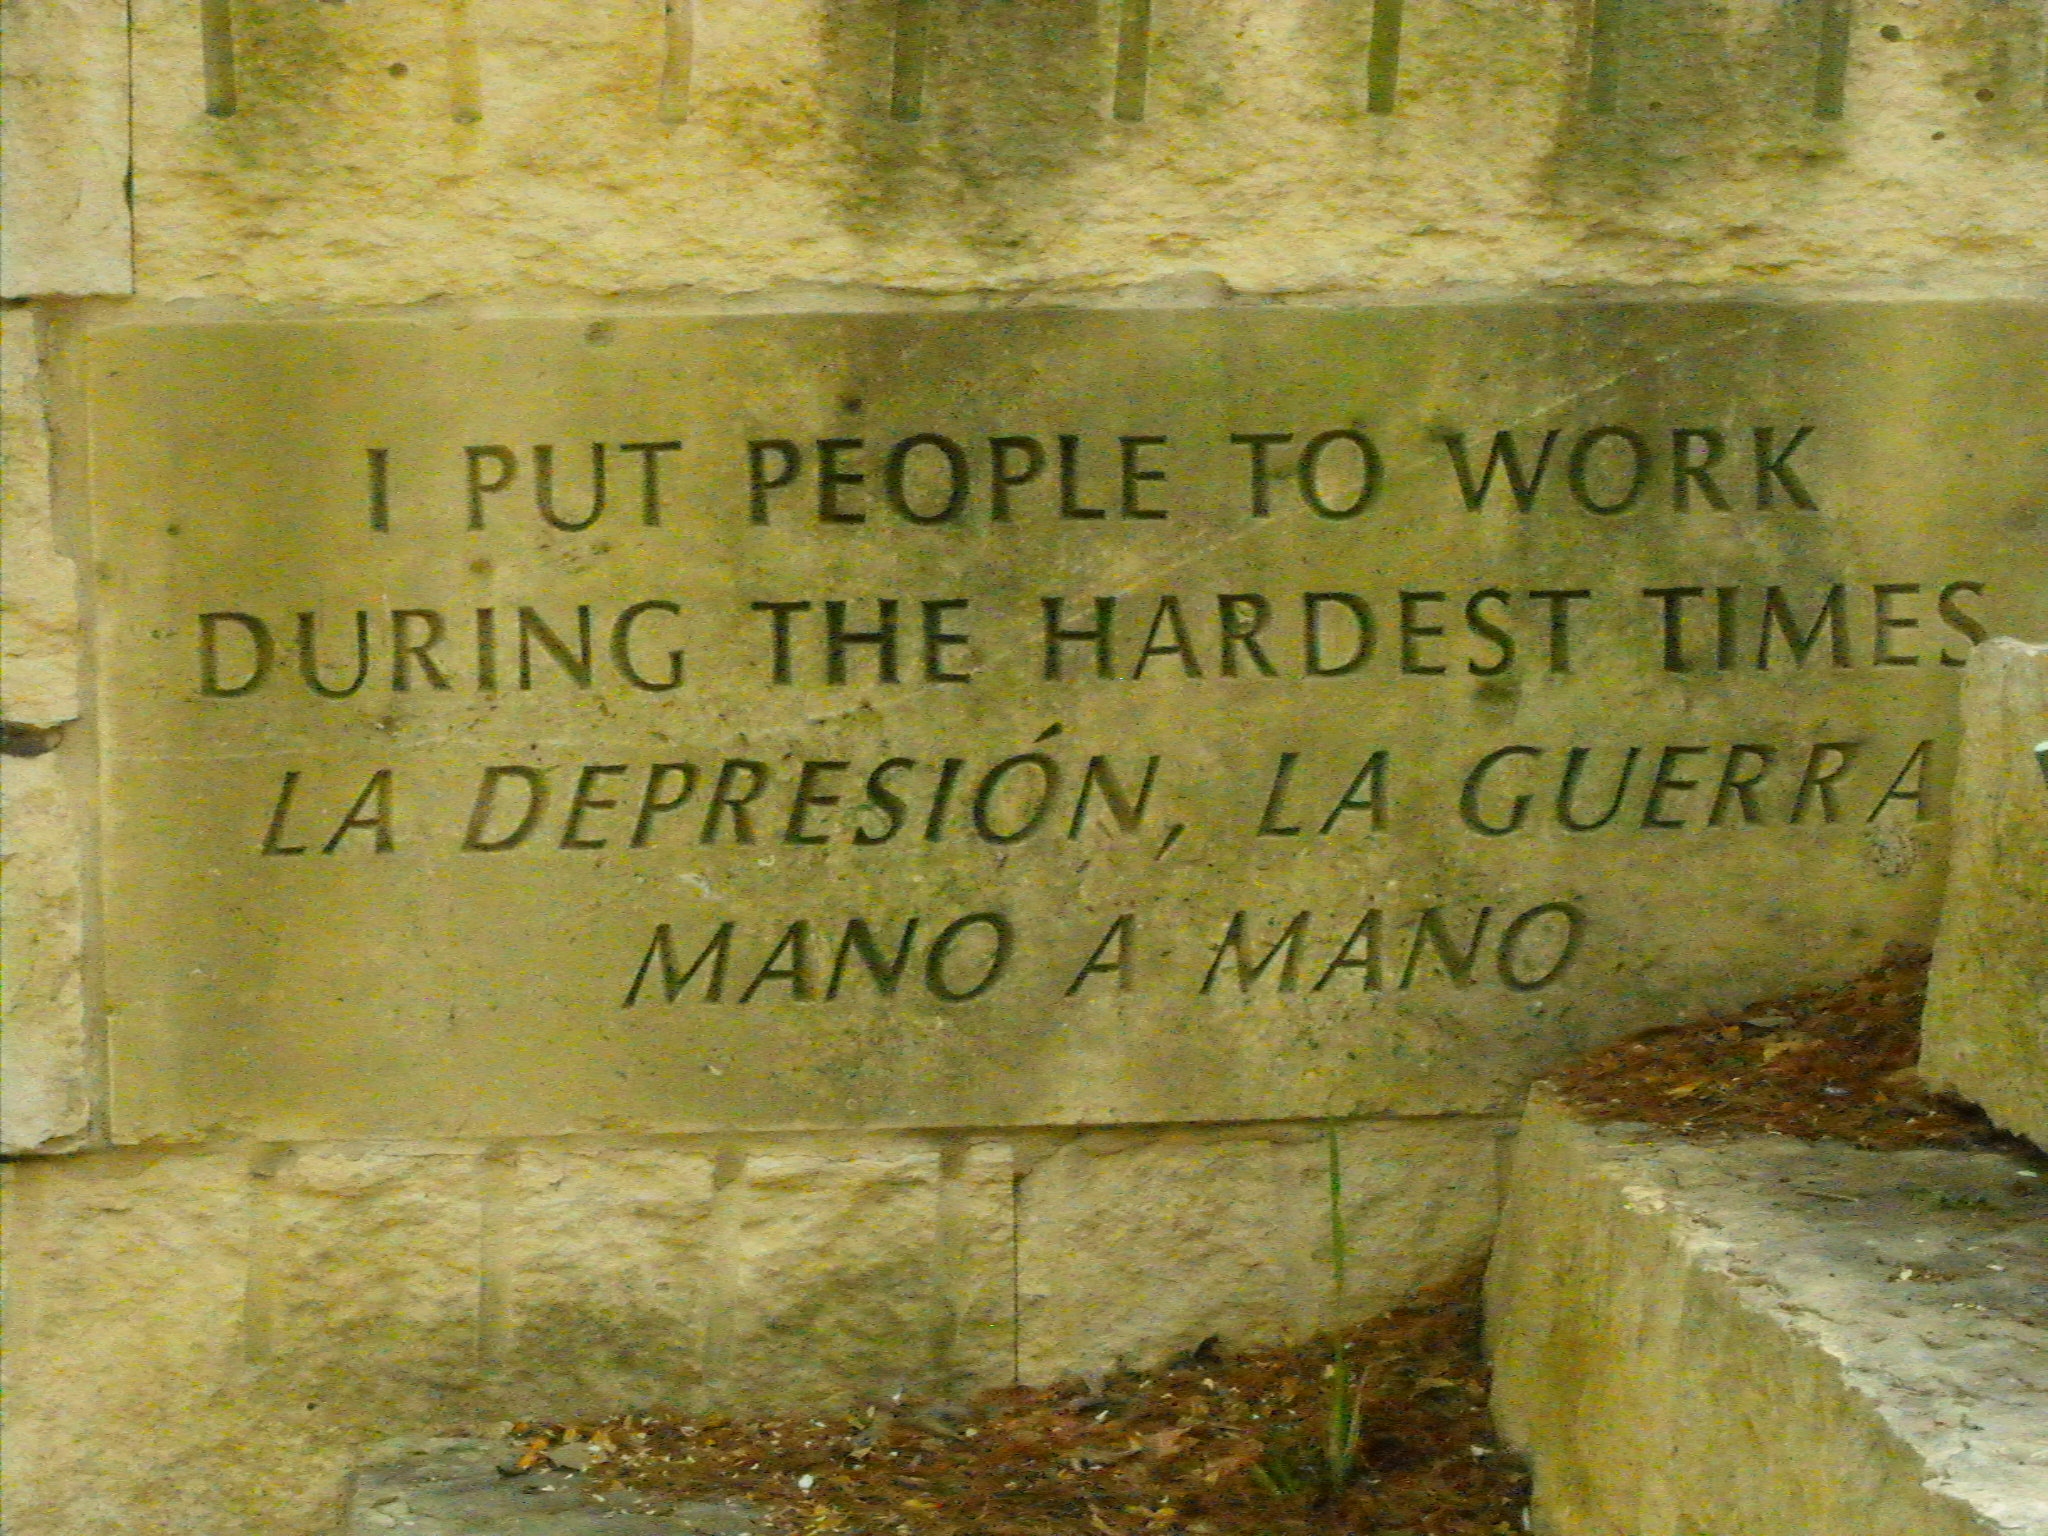 I PUT PEOPLE TO WORK
DURING THE HARDEST TIMES
LA DEPRESIÓN, LA GUERRA
MANO A MANO